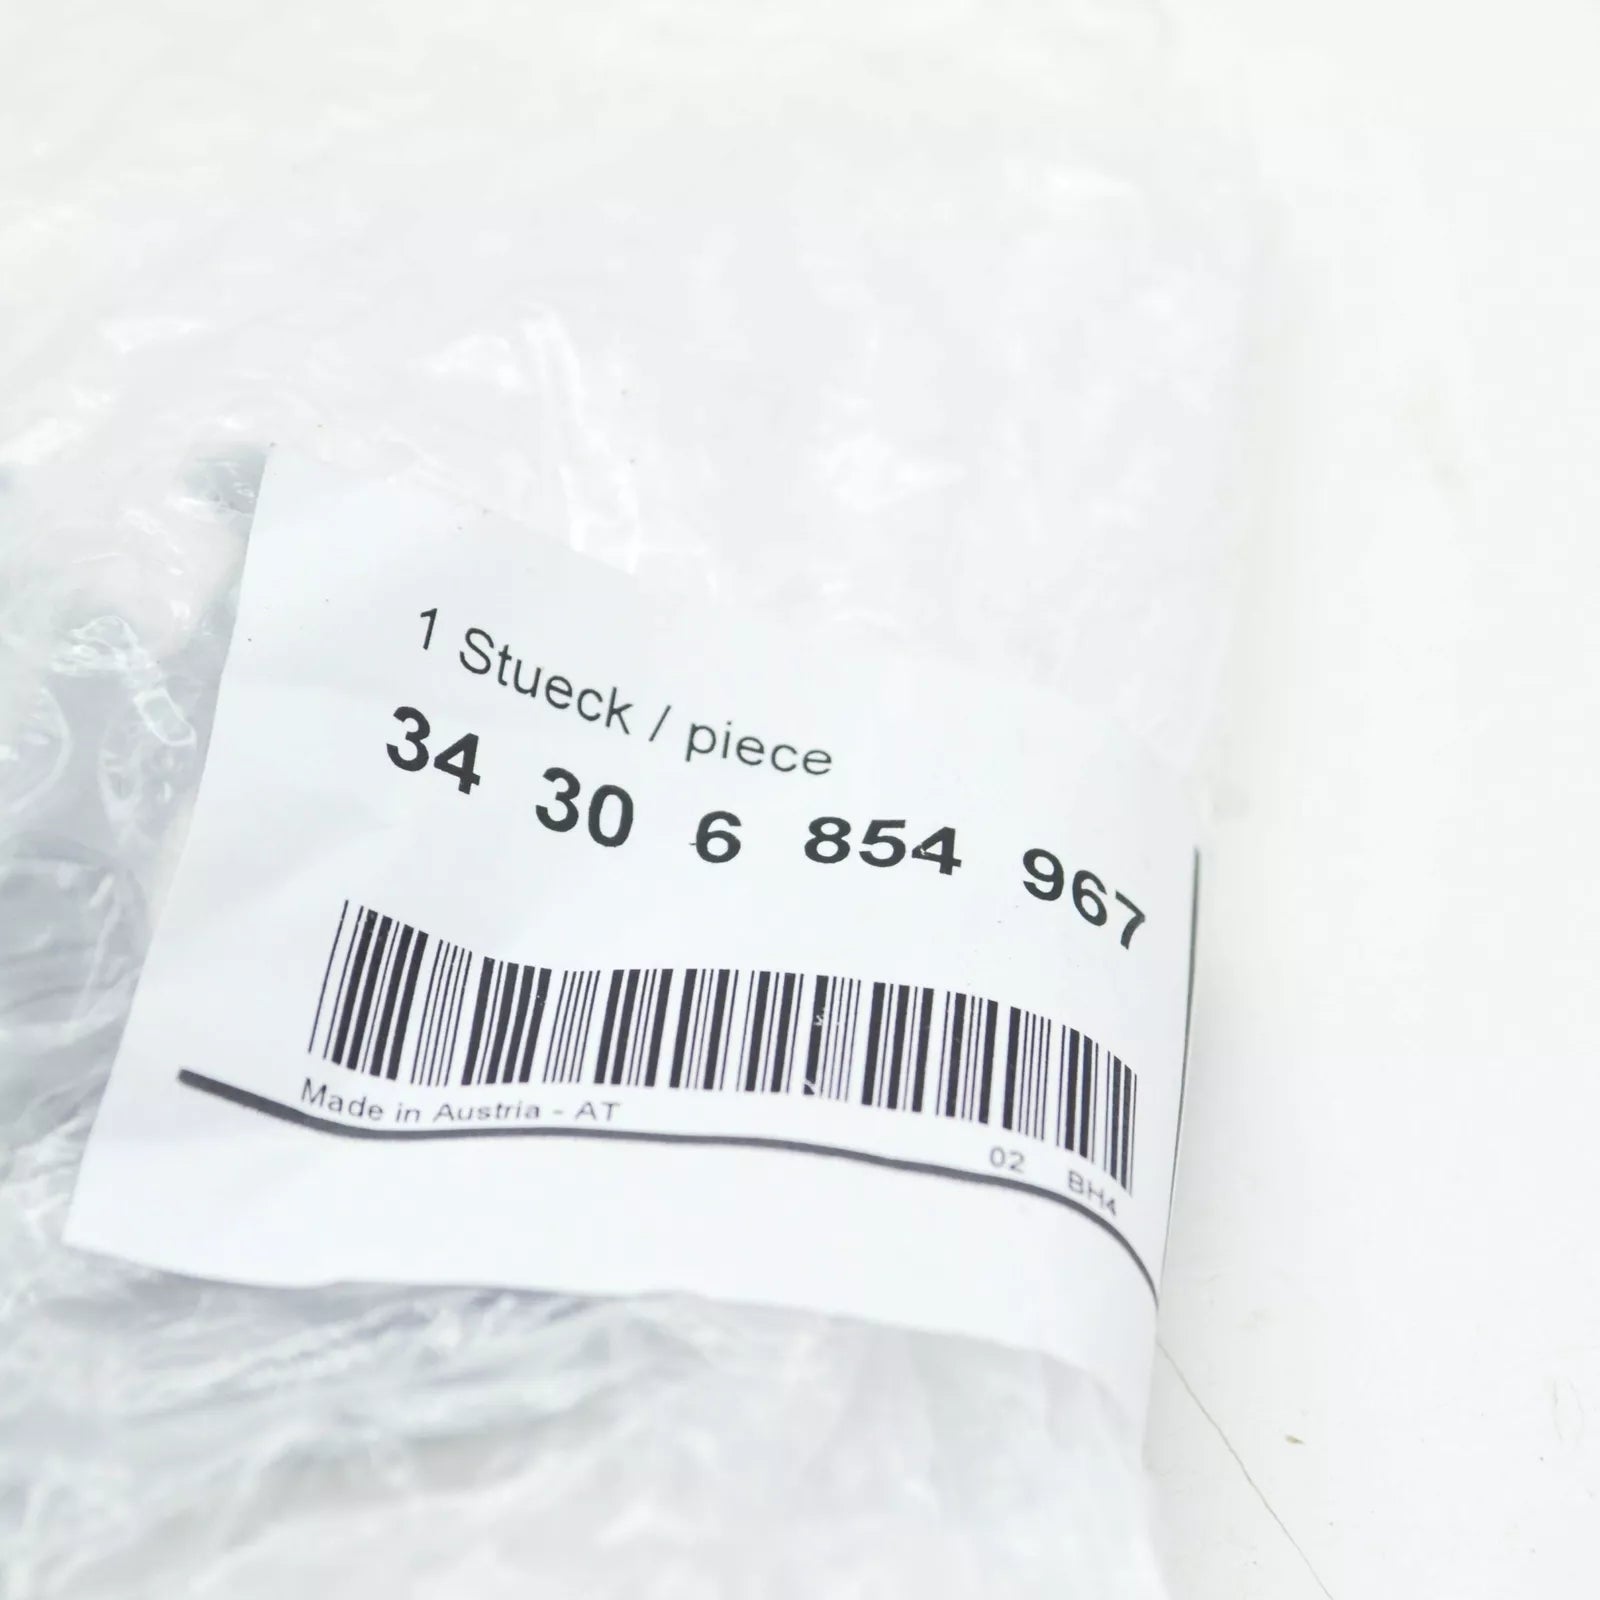 1 Stueck / piece
34 30 6 854 967
Made in Austria - AT
02 BH4